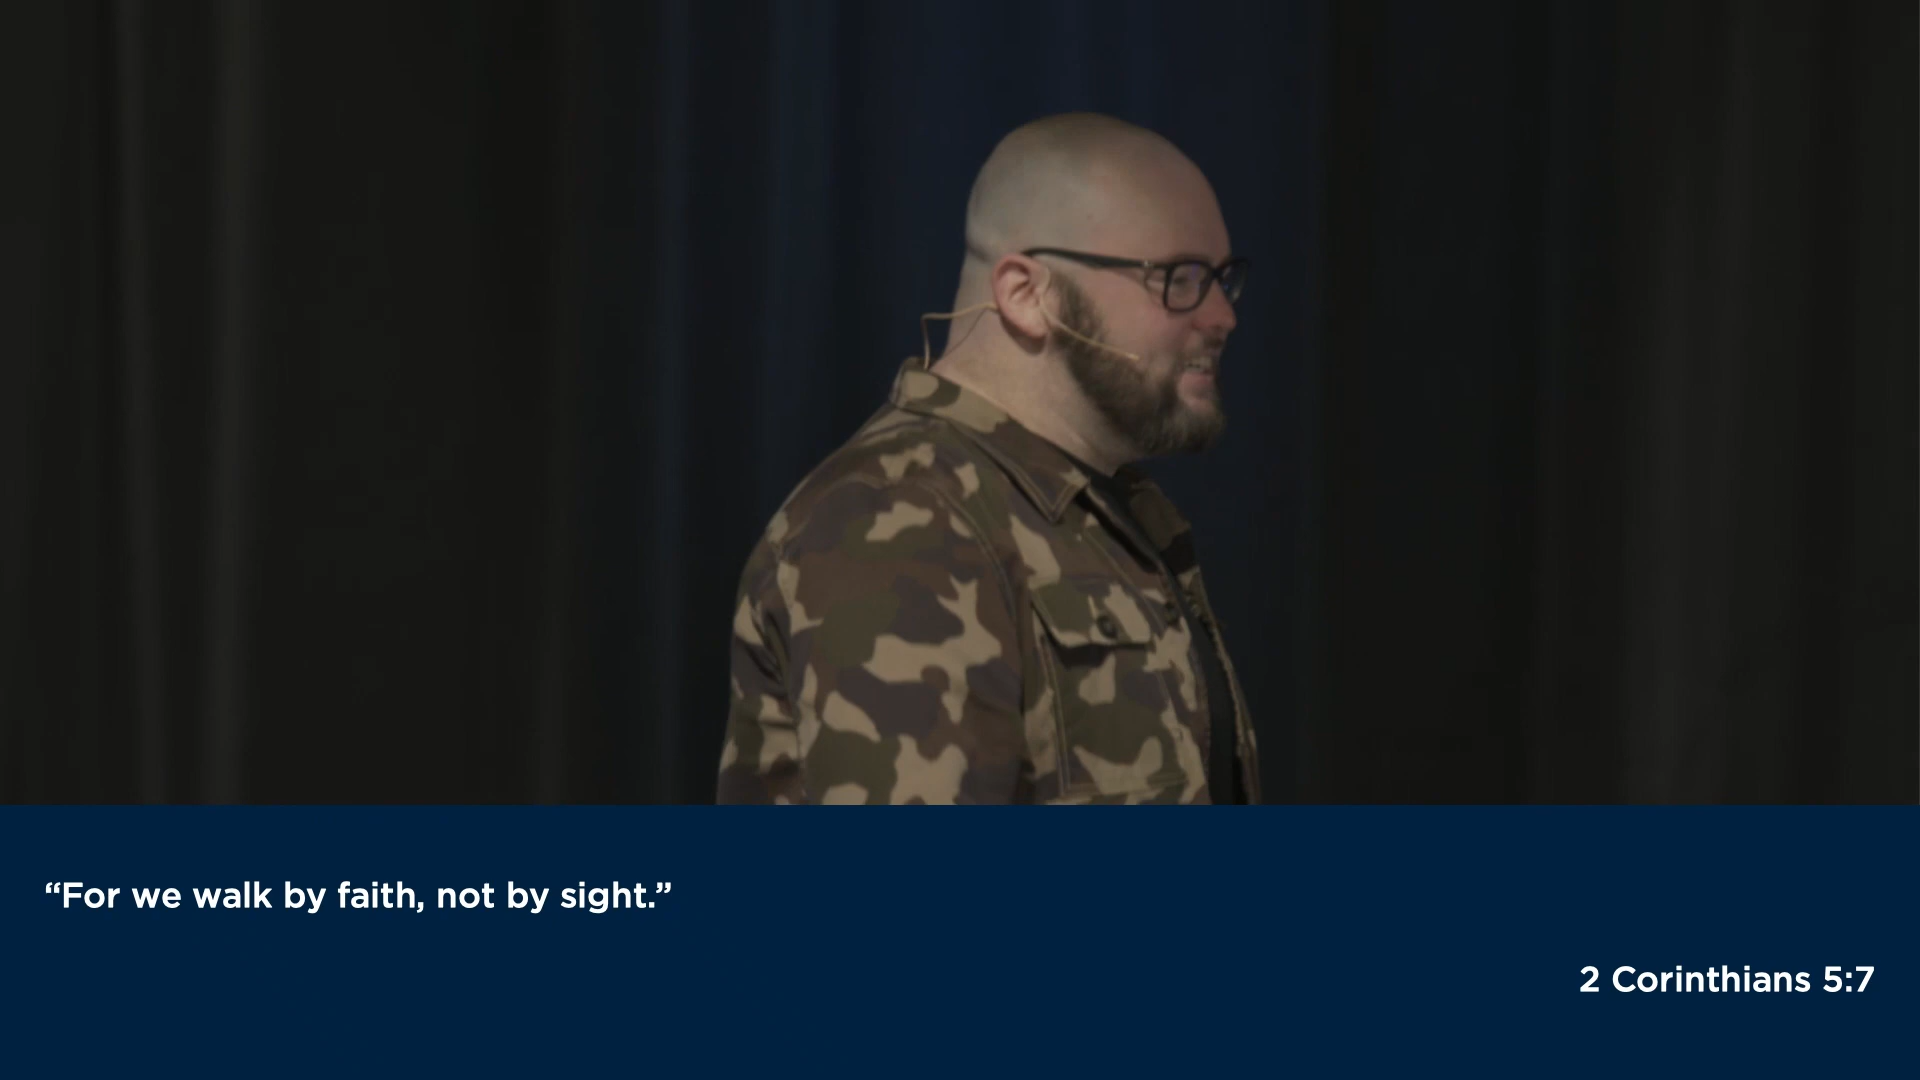 “For we walk by faith, not by sight.”
2 Corinthians 5:7